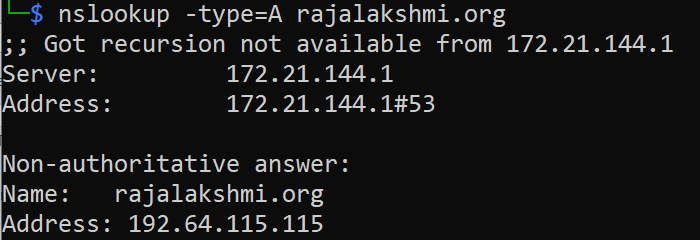 └─$ nslookup -type=A rajalakshmi.org
;; Got recursion not available from 172.21.144.1
Server:         172.21.144.1
Address:        172.21.144.1#53

Non-authoritative answer:
Name:   rajalakshmi.org
Address: 192.64.115.115